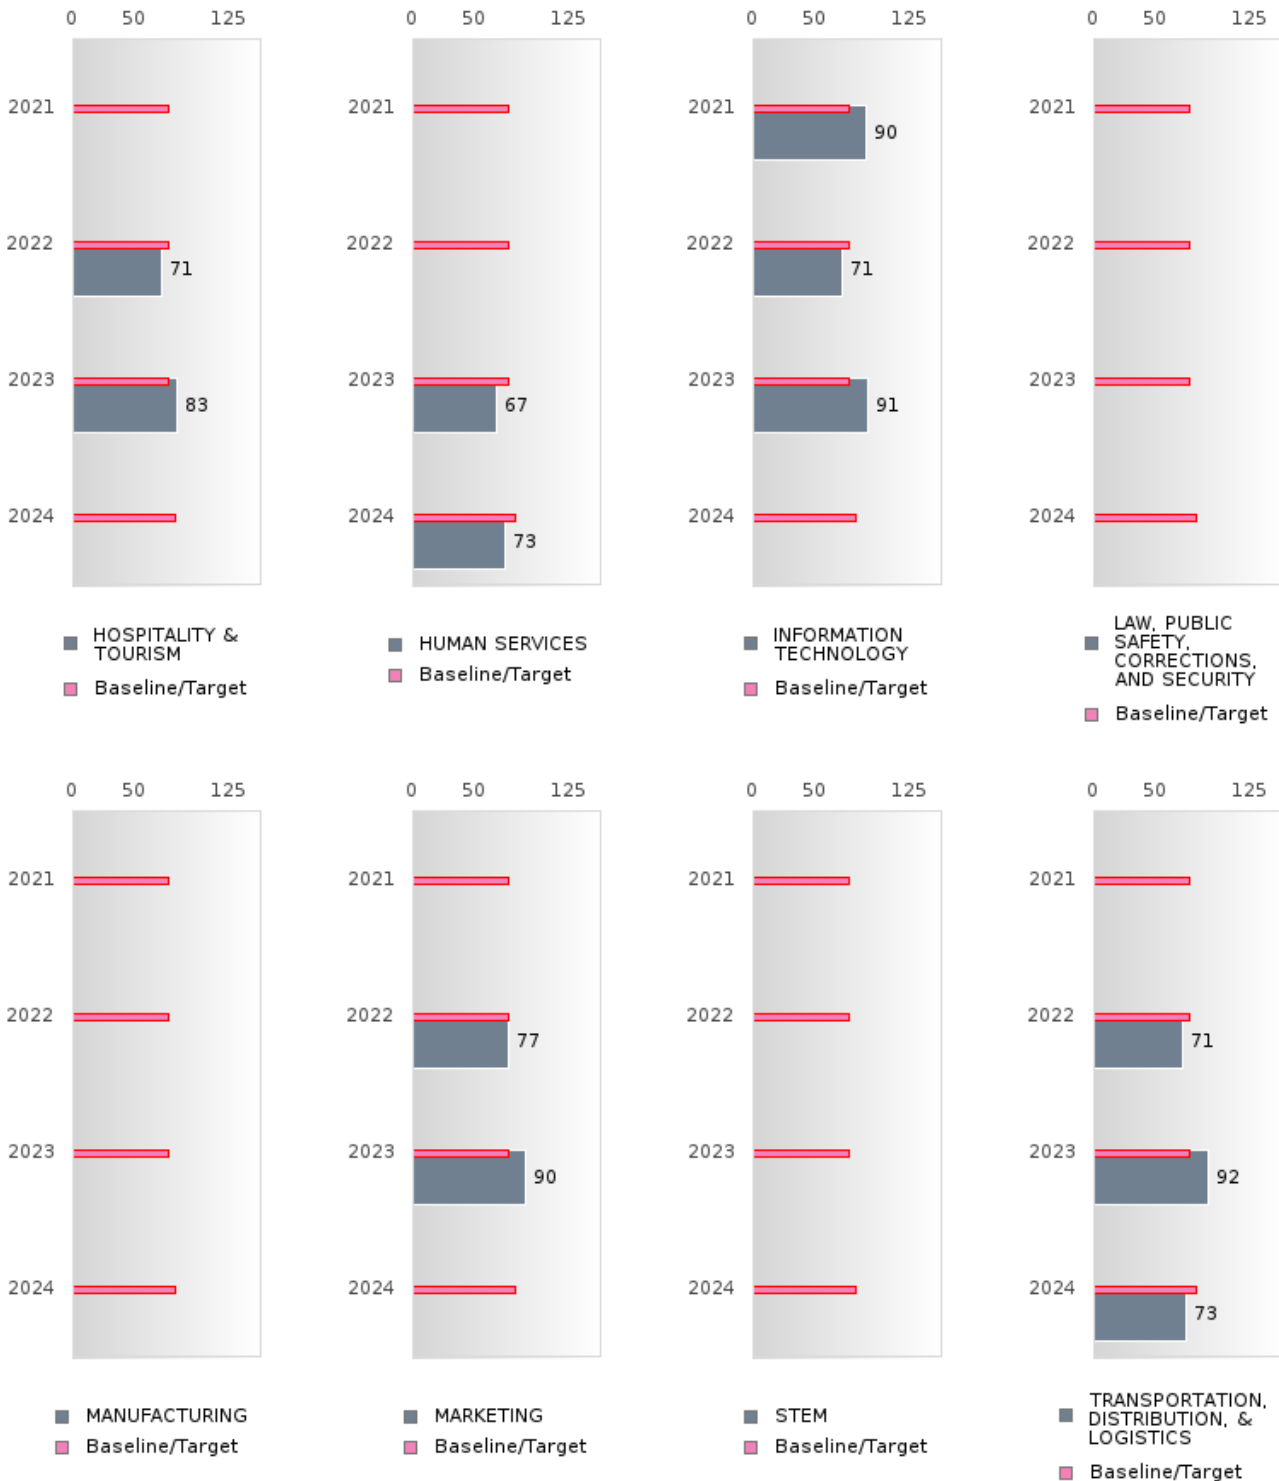 0 50 125
2021
2022
71
2023
83
2024
HOSPITALITY &
TOURISM
Baseline/Target
0 50 125
2021
2022
2023
67
2024
73
HUMAN SERVICES
Baseline/Target
0 50 125
2021
90
2022
71
2023
91
2024
INFORMATION
TECHNOLOGY
Baseline/Target
0 50 125
2021
2022
2023
2024
LAW, PUBLIC
SAFETY,
CORRECTIONS,
AND SECURITY
Baseline/Target
0 50 125
2021
2022
2023
2024
MANUFACTURING
Baseline/Target
0 50 125
2021
2022
77
2023
90
2024
MARKETING
Baseline/Target
0 50 125
2021
2022
2023
2024
STEM
Baseline/Target
0 50 125
2021
2022
71
2023
92
2024
73
TRANSPORTATION,
DISTRIBUTION, &
LOGISTICS
Baseline/Target